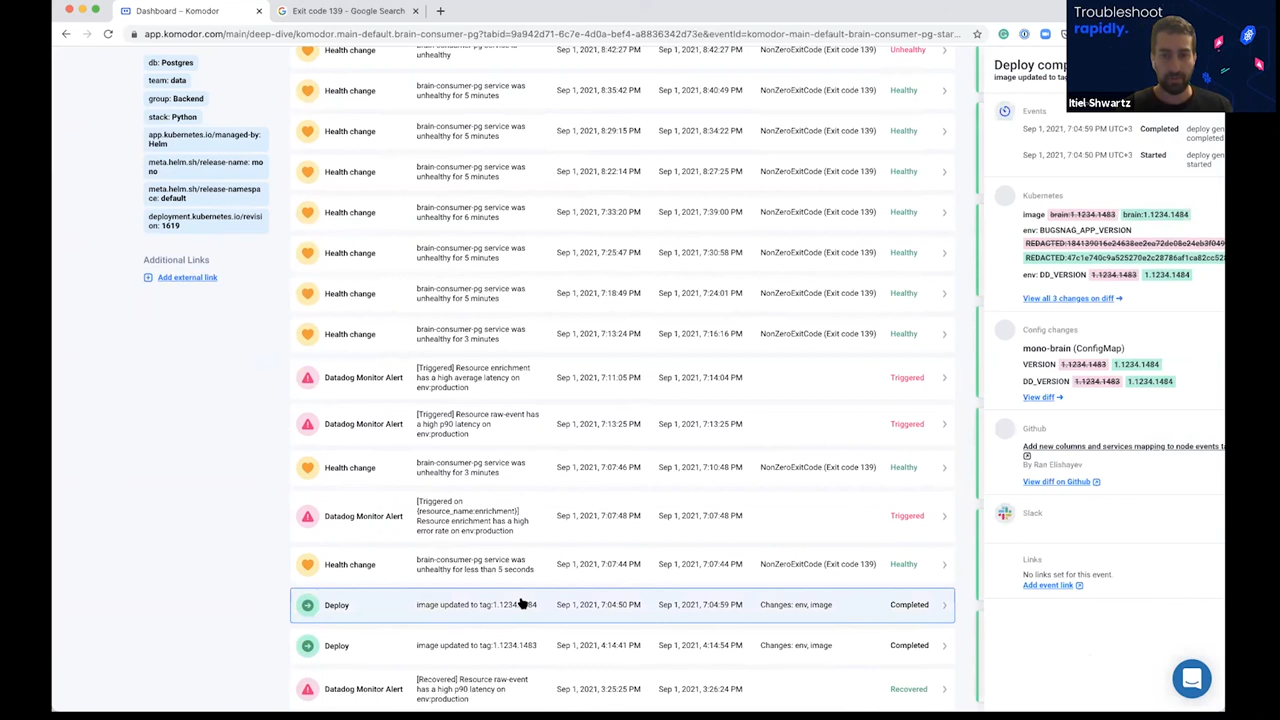 Dashboard – Komodor
Exit code 139 - Google Search
app.komodor.com/main/deep-dive/komodor.main-default.brain-consumer-pg?tabid=9a942d71-6c7e-4d0a-bef4-a8836342d73e&eventId=komodor-main-default-brain-consumer-pg-star...
Troubleshoot
rapidly.
Itiel Shwartz
db: Postgres
team: data
group: Backend
stack: Python
app.kubernetes.io/managed-by:
Helm
meta.helm.sh/release-name: mo
no
meta.helm.sh/release-namespa
ce: default
deployment.kubernetes.io/revisi
on: 1619
Additional Links
Add external link
Health change
unhealthy
Sep 1, 2021, 8:42:27 PM
Sep 1, 2021, 8:42:27 PM
NonZeroExitCode (Exit code 139)
Unhealthy
Health change
brain-consumer-pg service was
unhealthy for 5 minutes
Sep 1, 2021, 8:35:42 PM
Sep 1, 2021, 8:40:49 PM
NonZeroExitCode (Exit code 139)
Healthy
Health change
brain-consumer-pg service was
unhealthy for 5 minutes
Sep 1, 2021, 8:29:15 PM
Sep 1, 2021, 8:34:22 PM
NonZeroExitCode (Exit code 139)
Healthy
Health change
brain-consumer-pg service was
unhealthy for 5 minutes
Sep 1, 2021, 8:22:14 PM
Sep 1, 2021, 8:27:25 PM
NonZeroExitCode (Exit code 139)
Healthy
Health change
brain-consumer-pg service was
unhealthy for 6 minutes
Sep 1, 2021, 7:33:20 PM
Sep 1, 2021, 7:39:00 PM
NonZeroExitCode (Exit code 139)
Healthy
Health change
brain-consumer-pg service was
unhealthy for 5 minutes
Sep 1, 2021, 7:25:47 PM
Sep 1, 2021, 7:30:58 PM
NonZeroExitCode (Exit code 139)
Healthy
Health change
brain-consumer-pg service was
unhealthy for 5 minutes
Sep 1, 2021, 7:18:49 PM
Sep 1, 2021, 7:24:01 PM
NonZeroExitCode (Exit code 139)
Healthy
Health change
brain-consumer-pg service was
unhealthy for 3 minutes
Sep 1, 2021, 7:13:24 PM
Sep 1, 2021, 7:16:16 PM
NonZeroExitCode (Exit code 139)
Healthy
Datadog Monitor Alert
[Triggered] Resource enrichment
has a high average latency on
env:production
Sep 1, 2021, 7:11:05 PM
Sep 1, 2021, 7:14:04 PM
Triggered
Datadog Monitor Alert
[Triggered] Resource raw-event has
a high p90 latency on
env:production
Sep 1, 2021, 7:13:25 PM
Sep 1, 2021, 7:13:25 PM
Triggered
Health change
brain-consumer-pg service was
unhealthy for 3 minutes
Sep 1, 2021, 7:07:46 PM
Sep 1, 2021, 7:10:48 PM
NonZeroExitCode (Exit code 139)
Healthy
Datadog Monitor Alert
[Triggered on
{resource_name:enrichment}]
Resource enrichment has a high
error rate on env:production
Sep 1, 2021, 7:07:48 PM
Sep 1, 2021, 7:07:48 PM
Triggered
Health change
brain-consumer-pg service was
unhealthy for less than 5 seconds
Sep 1, 2021, 7:07:44 PM
Sep 1, 2021, 7:07:44 PM
NonZeroExitCode (Exit code 139)
Healthy
Deploy
image updated to
Sep 1, 2021, 7:04:50 PM
Sep 1, 2021, 7:04:59 PM
Changes: env, image
Completed
Deploy
image updated to tag:1.1234.1483
Sep 1, 2021, 4:14:41 PM
Sep 1, 2021, 4:14:54 PM
Changes: env, image
Completed
Datadog Monitor Alert
[Recovered] Resource raw-event
has a high p90 latency on
env:production
Sep 1, 2021, 3:25:25 PM
Sep 1, 2021, 3:26:24 PM
Recovered
Deploy
image updated to
Events
Sep 1, 2021, 7:04:59 PM UTC+3
Completed
deploy gen
completed
Sep 1, 2021, 7:04:50 PM UTC+3
Started
deploy gen
started
Kubernetes
image brain:1.1234.1483 brain:1.1234.1484
env: BUGSNAG_APP_VERSION
env: DD_VERSION 1.1234.1483 1.1234.1484
View all 3 changes on diff
Config changes
mono-brain (ConfigMap)
VERSION 1.1234.1483 1.1234.1484
DD_VERSION 1.1234.1483 1.1234.1484
View diff
Github
Add new columns and services mapping to node events
By Ran Elishayev
View diff on Github
Slack
Links
No links set for this event.
Add event link